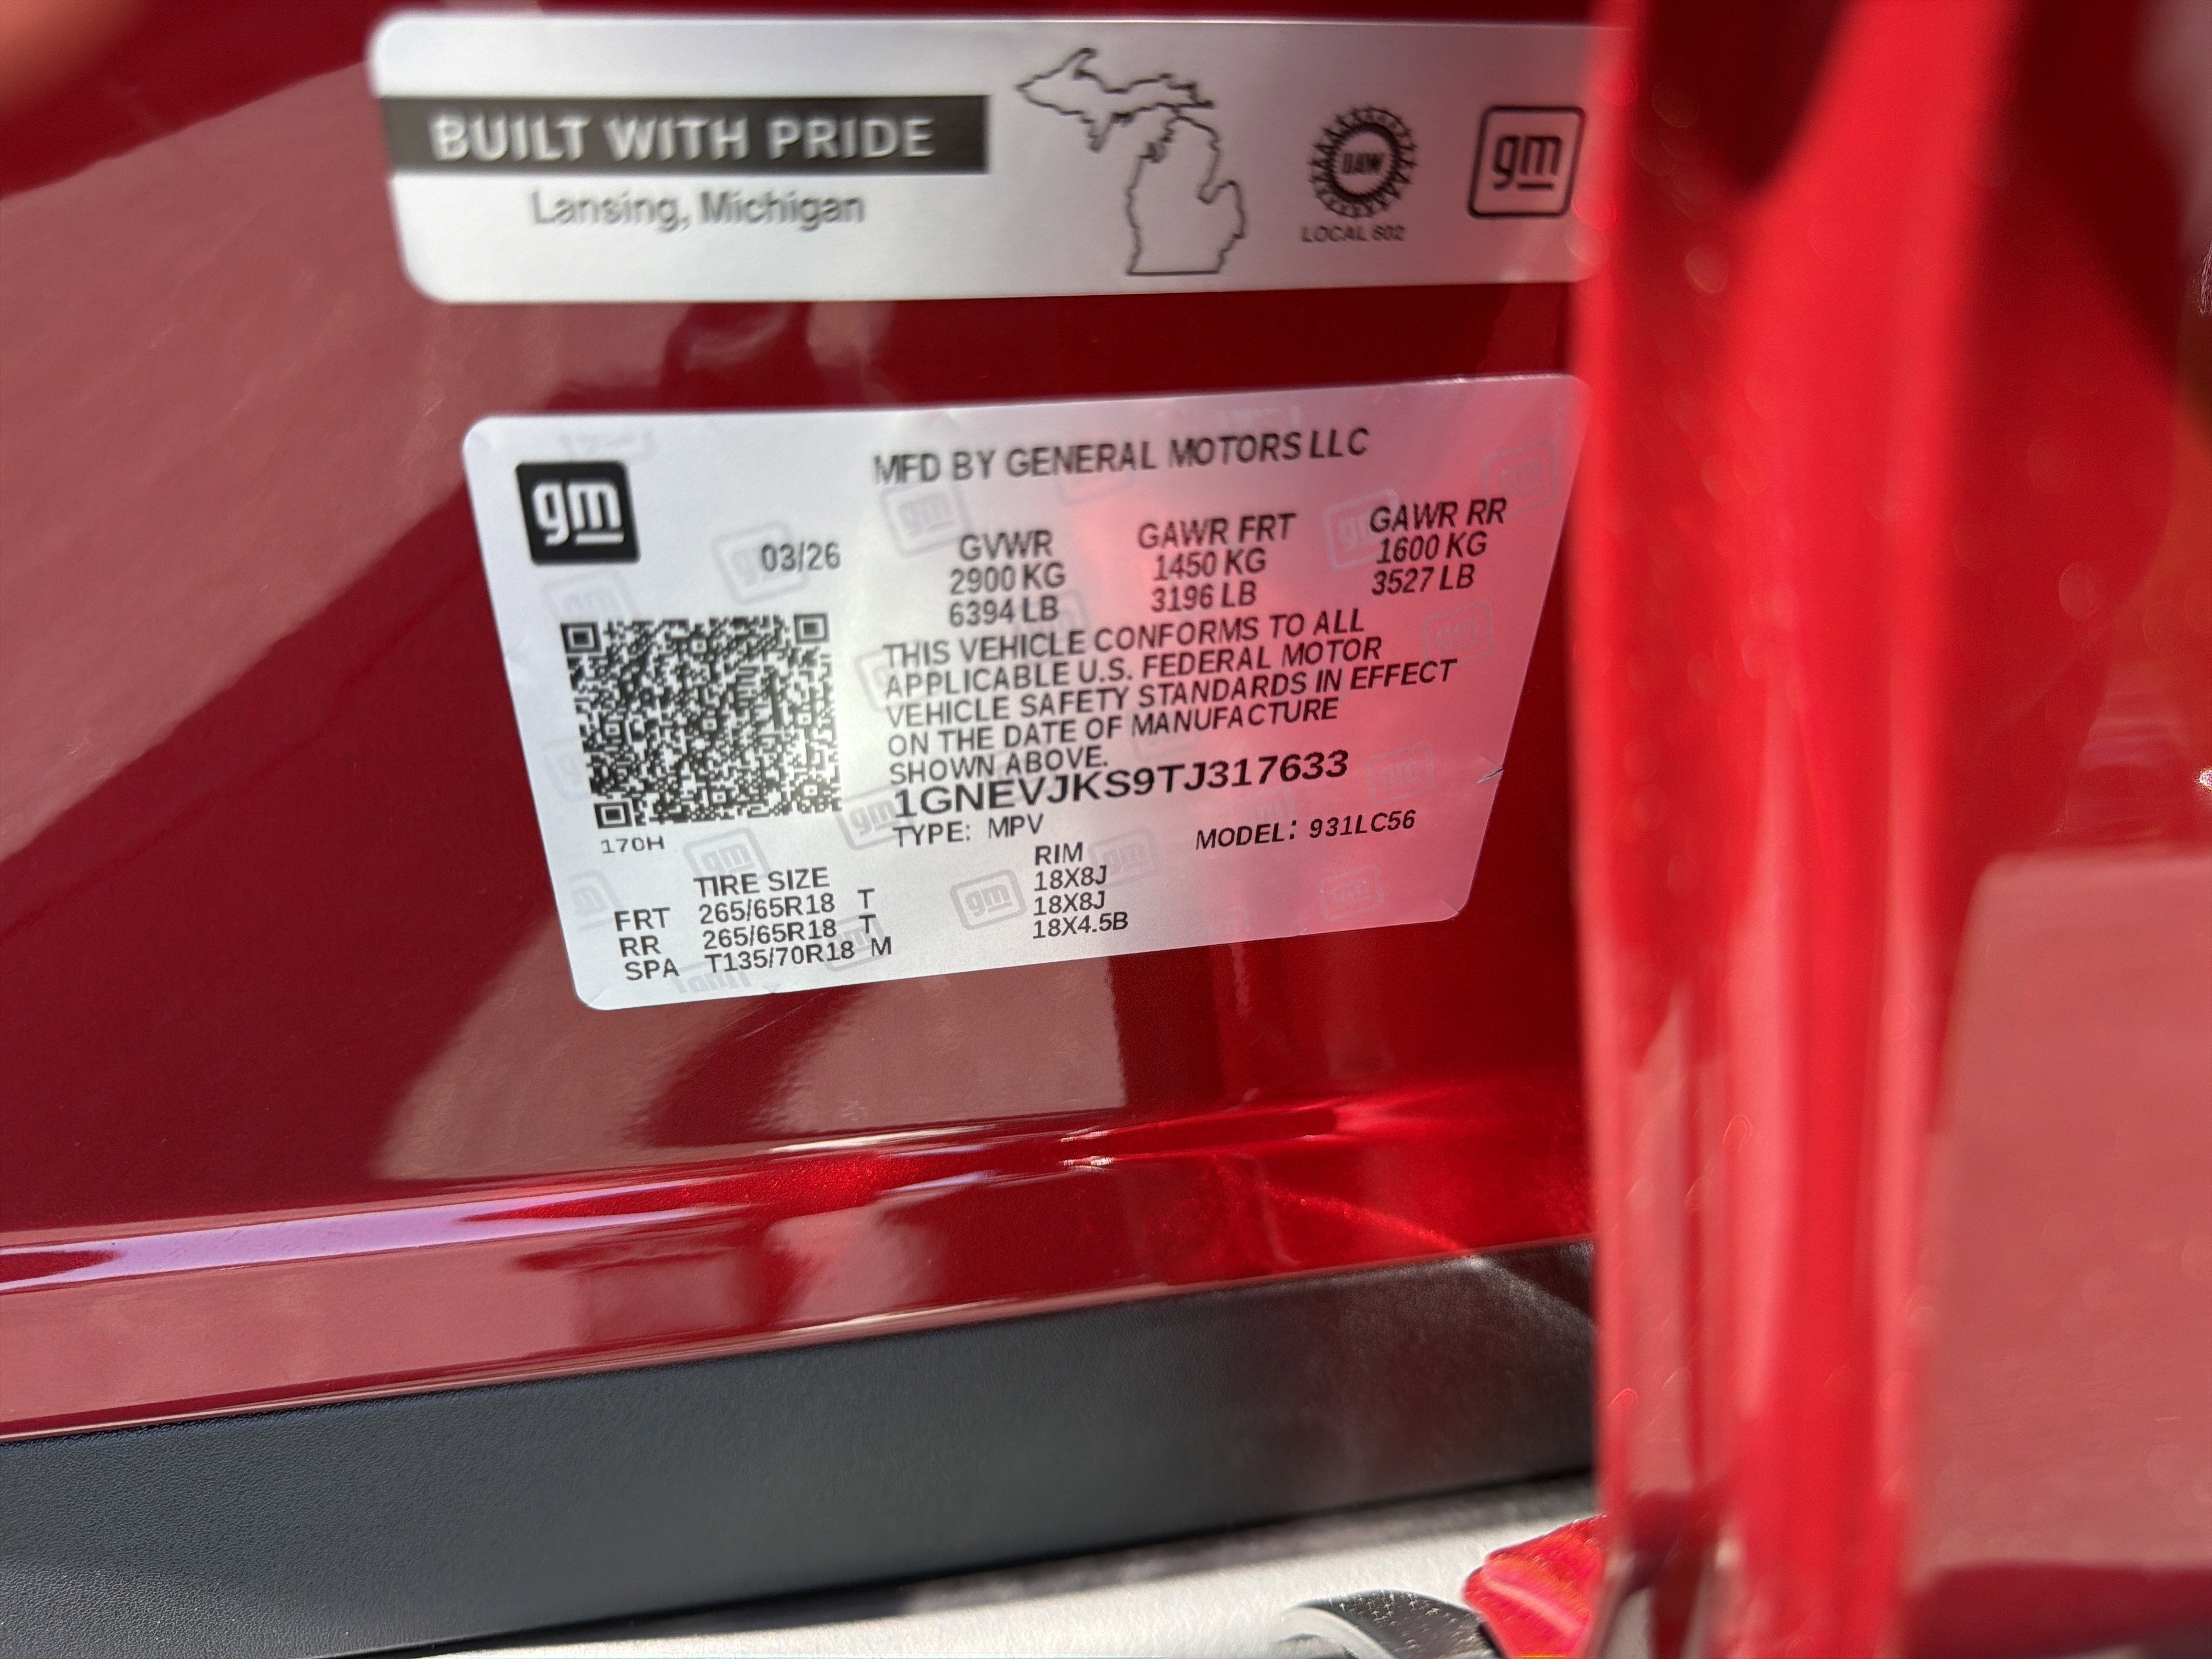 BUILT WITH PRIDE
Lansing, Michigan
UAW
LOCAL 602
gm
gm
MFD BY GENERAL MOTORS LLC
03/26
GVWR GAWR FRT GAWR RR
2900 KG 1450 KG 1600 KG
6394 LB 3196 LB 3527 LB
THIS VEHICLE CONFORMS TO ALL
APPLICABLE U.S. FEDERAL MOTOR
VEHICLE SAFETY STANDARDS IN EFFECT
ON THE DATE OF MANUFACTURE
SHOWN ABOVE.
1GNEVJKS9TJ317633
TYPE: MPV MODEL: 931LC56
170H
TIRE SIZE RIM
FRT 265/65R18 T 18X8J
RR 265/65R18 T 18X8J
SPA T135/70R18 M 18X4.5B